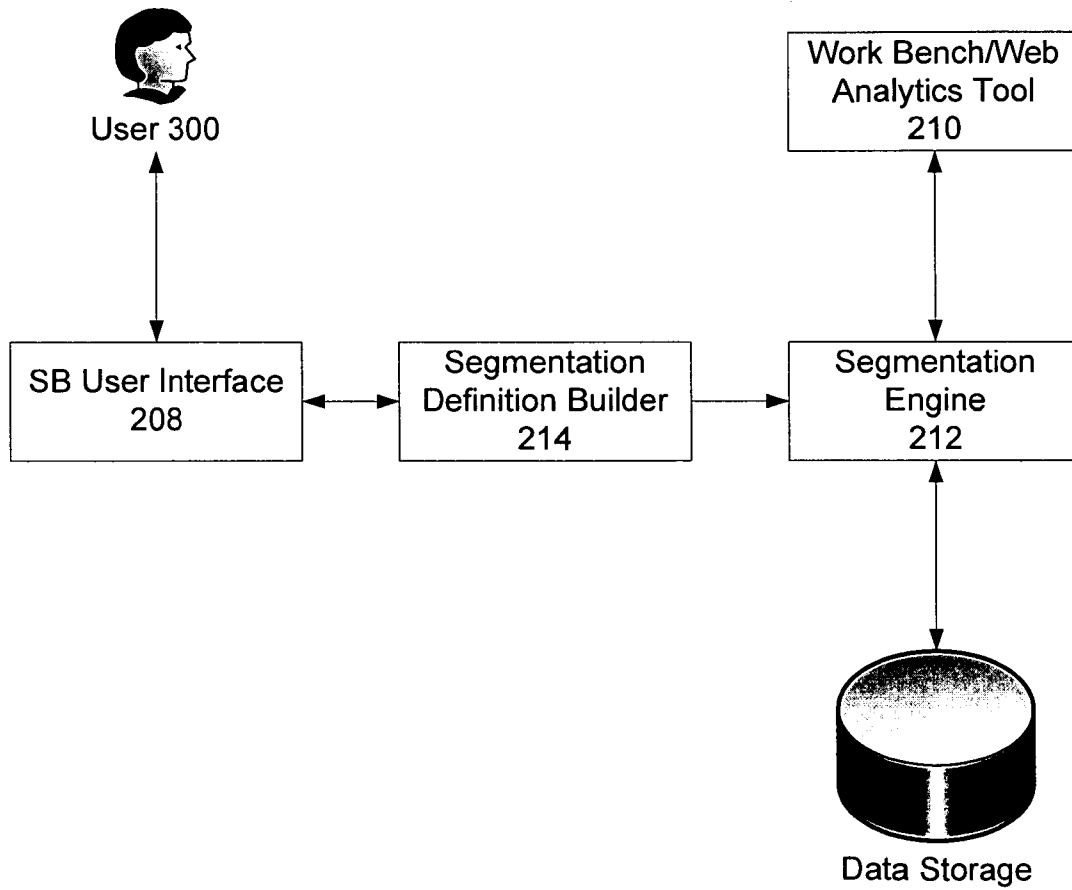 User 300
Work Bench/Web
Analytics Tool
210
SB User Interface
208
Segmentation
Definition Builder
214
Segmentation
Engine
212
Data Storage